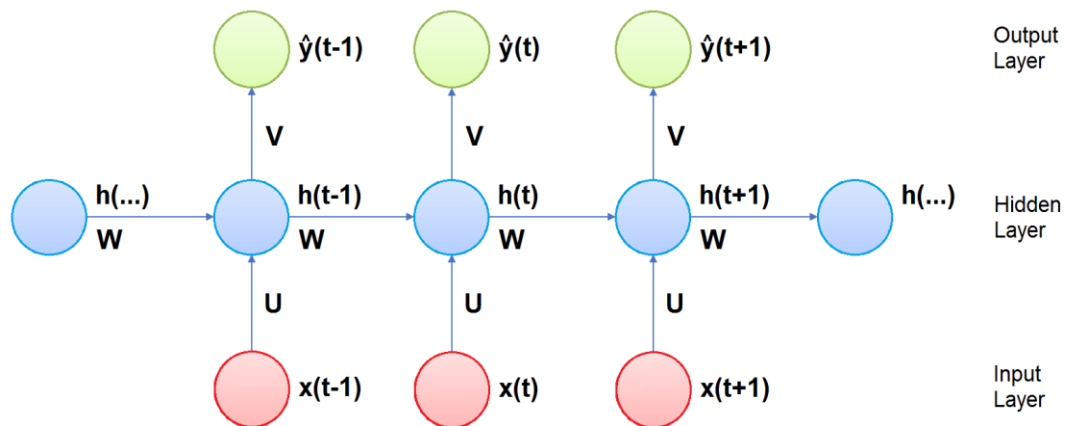 ŷ(t-1)
ŷ(t)
ŷ(t+1)
Output
Layer
V
V
V
h(...)
h(t-1)
h(t)
h(t+1)
h(...)
Hidden
Layer
W
W
W
W
U
U
U
x(t-1)
x(t)
x(t+1)
Input
Layer